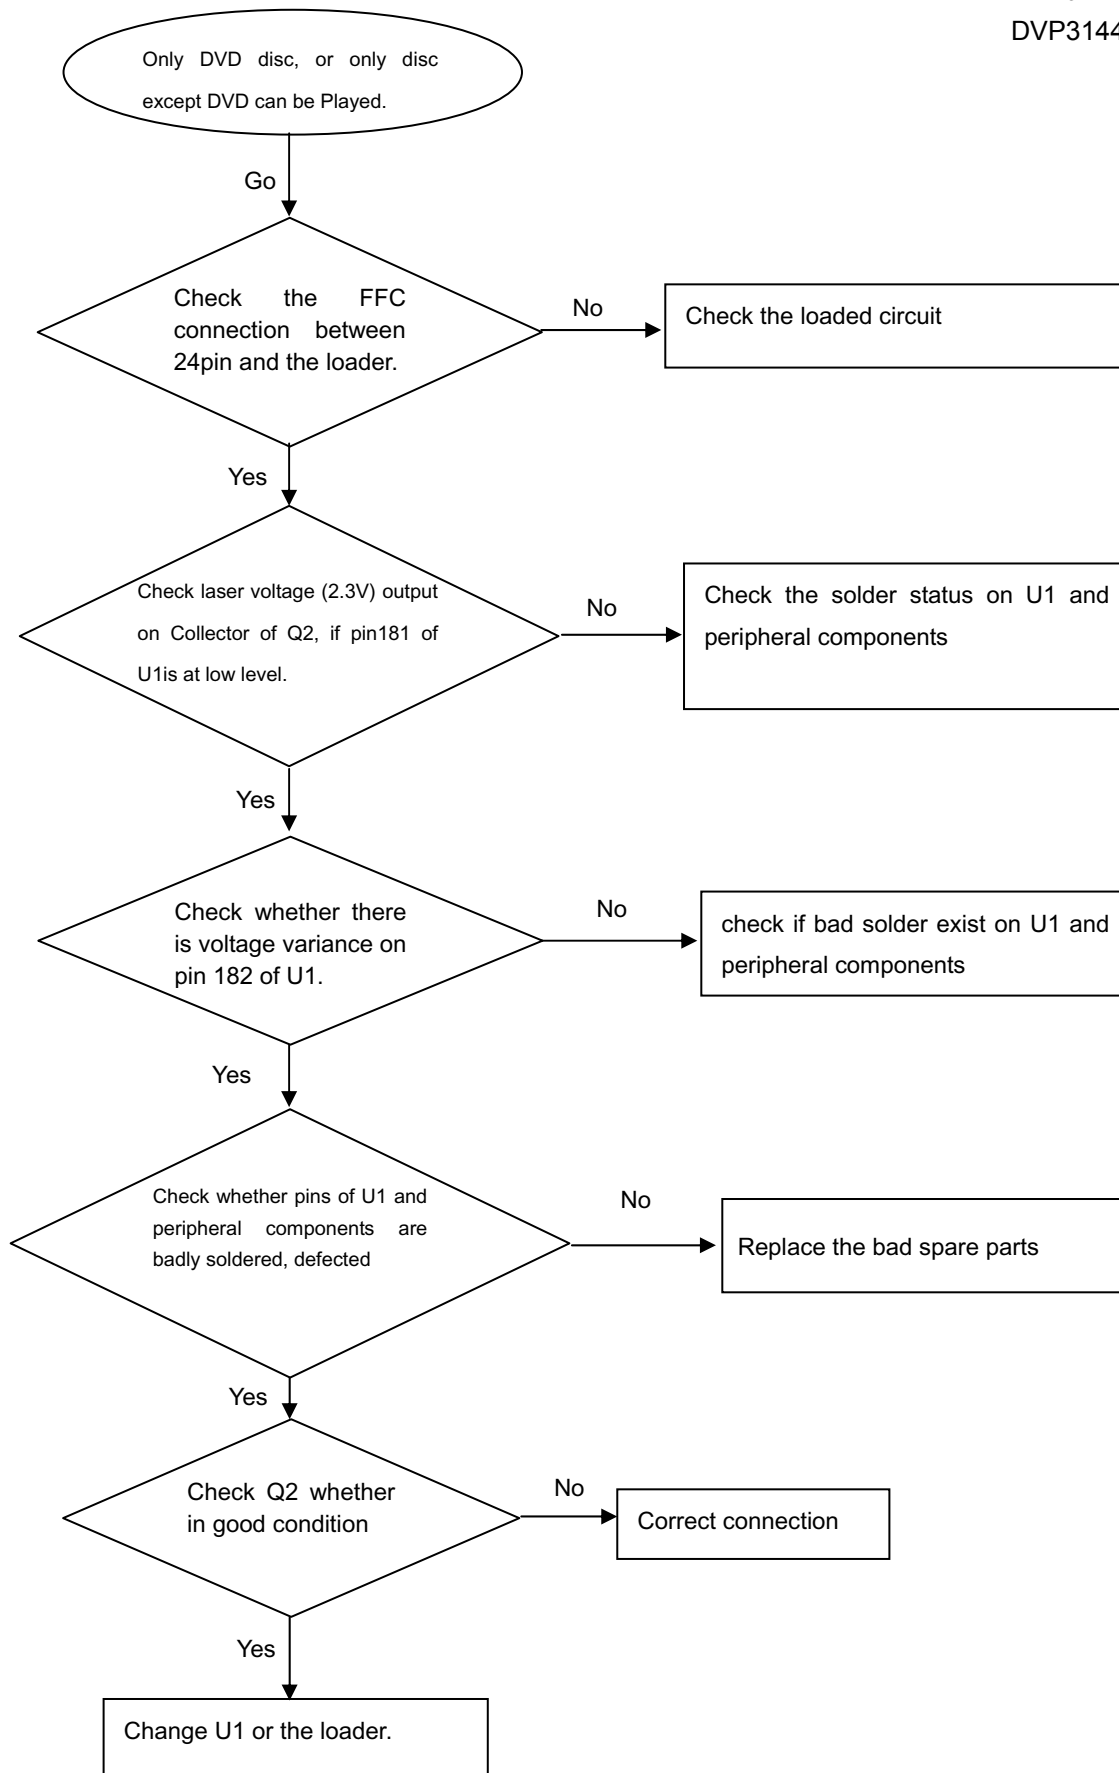 DVP3144
Only DVD disc, or only disc
except DVD can be Played.
Go
Check the FFC
connection between
24pin and the loader.
No
Check the loaded circuit
Yes
Check laser voltage (2.3V) output
on Collector of Q2, if pin181 of
U1is at low level.
No
Check the solder status on U1 and
peripheral components
Yes
Check whether there
is voltage variance on
pin 182 of U1.
No
check if bad solder exist on U1 and
peripheral components
Yes
Check whether pins of U1 and
peripheral components are
badly soldered, defected
No
Replace the bad spare parts
Yes
Check Q2 whether
in good condition
No
Correct connection
Yes
Change U1 or the loader.